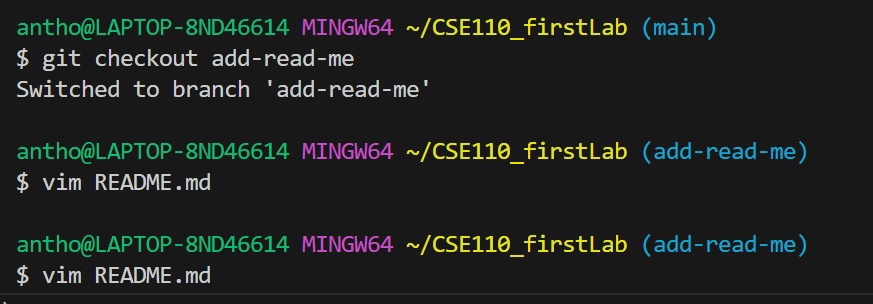 antho@LAPTOP-8ND46614 MINGW64 ~/CSE110_firstLab (main)
$ git checkout add-read-me
Switched to branch 'add-read-me'
antho@LAPTOP-8ND46614 MINGW64 ~/CSE110_firstLab (add-read-me)
$ vim README.md
antho@LAPTOP-8ND46614 MINGW64 ~/CSE110_firstLab (add-read-me)
$ vim README.md